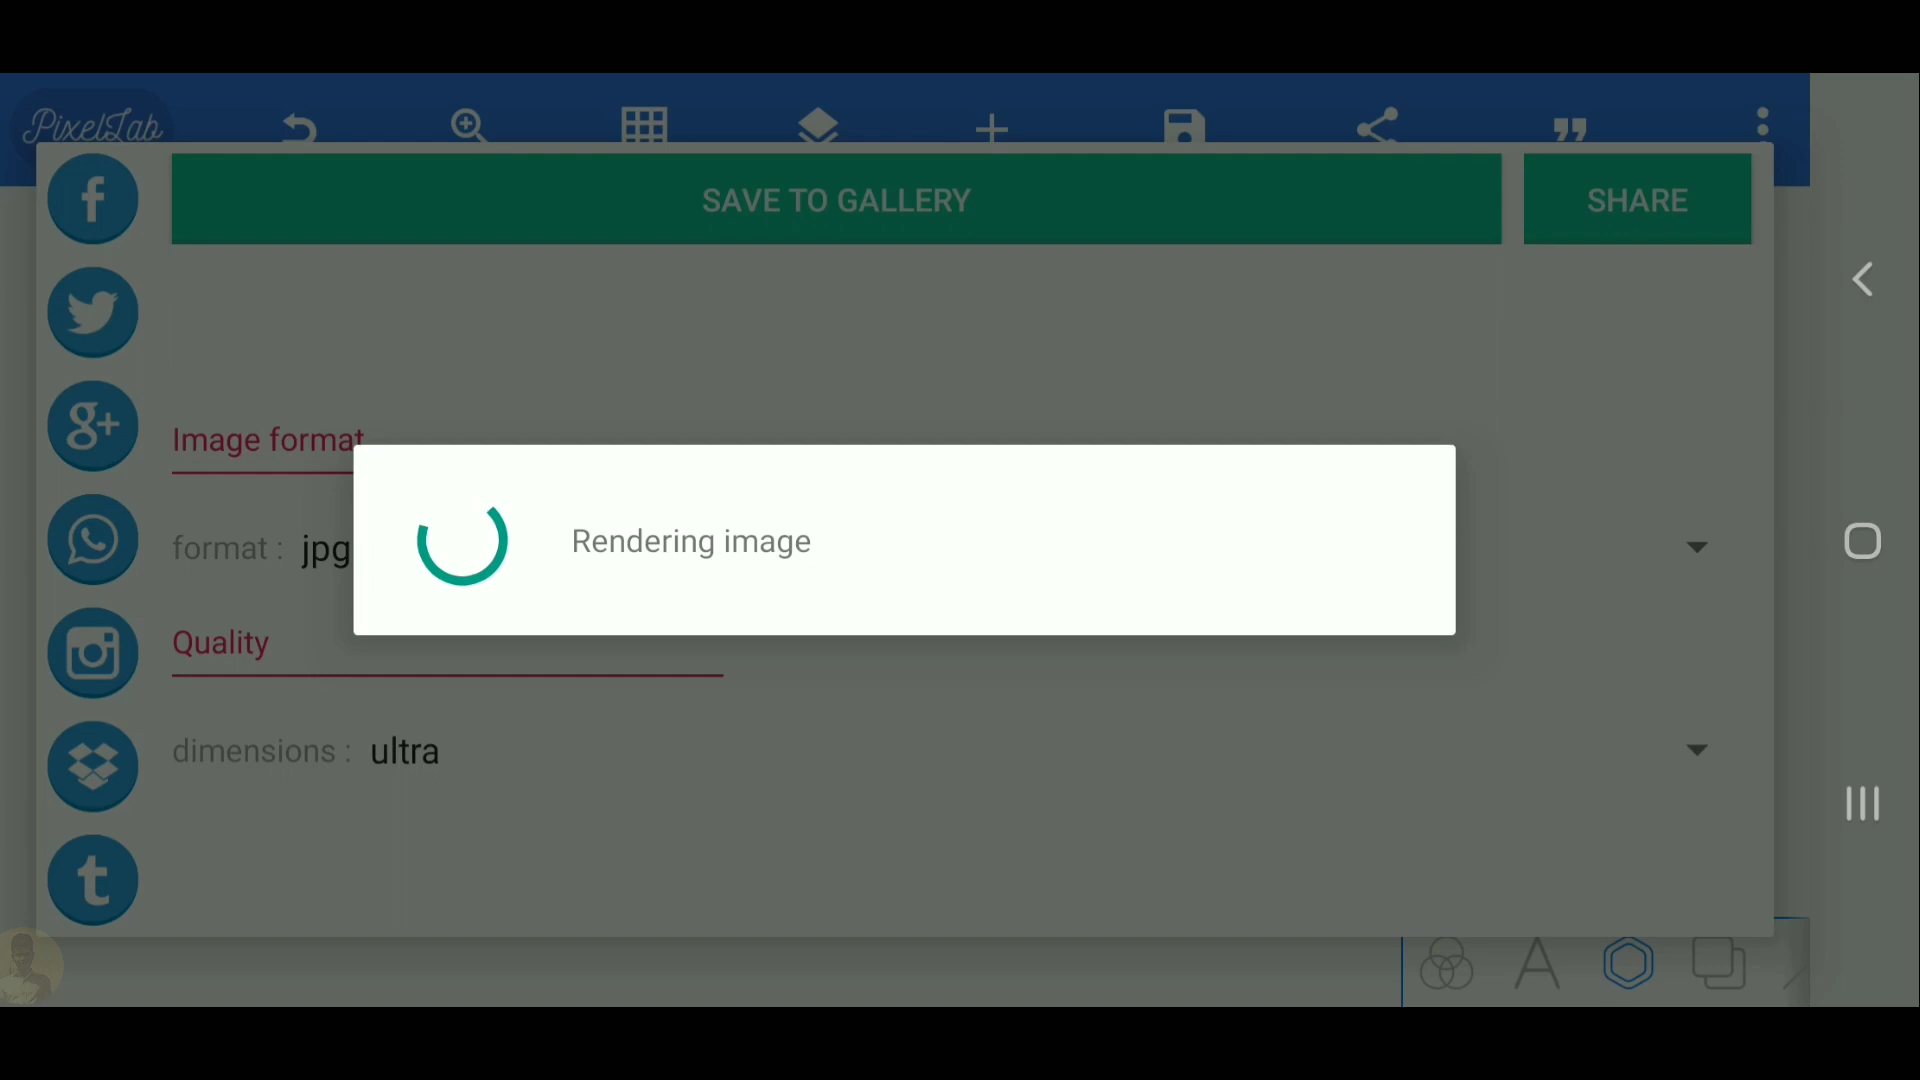 PixelLab
SAVE TO GALLERY
SHARE
Image format
format : jpg
Rendering image
Quality
dimensions : ultra